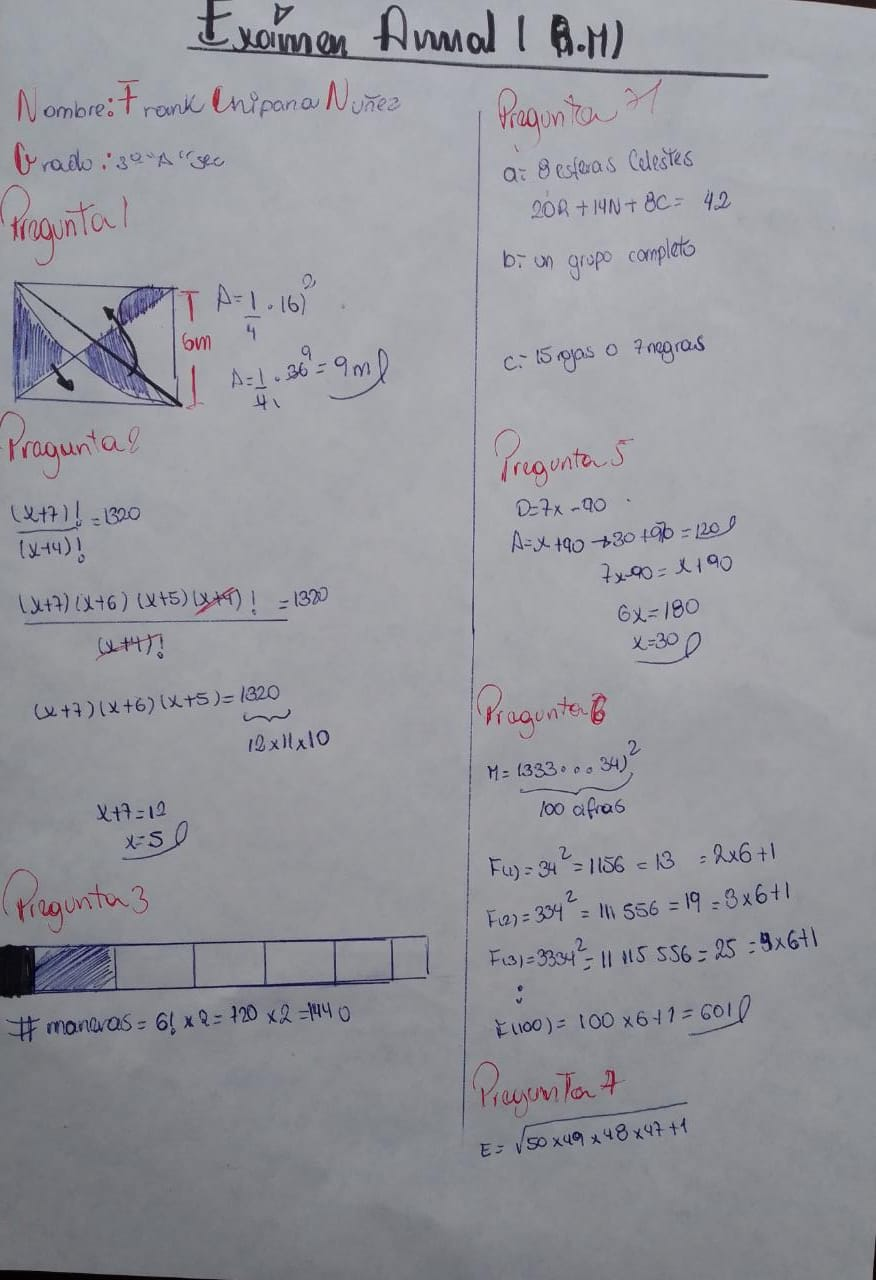 Exámen Annual (R.M)
Nombre: Frank Chipana Nuñez
Grado: 3º "A" sec
Pregunta 1
6m
A= 1/4 . (6)²
A= 1/4 . 36⁹ = 9m
Pregunta 2
(x+7)! / (x+4)! = 1320
(x+7) (x+6) (x+5) (x+4)! / (x+4)! = 1320
(x+7) (x+6) (x+5) = 1320
12x11x10
x+7=12
x=5
Pregunta 3
# maneras = 6! x 2 = 720 x 2 = 1440
Pregunta 4
a:- 8 esferas Celestes
20R + 14N + 8C = 42
b:- un grupo completo
c:- 15 rojas o 7 negras
Pregunta 5
D=7x-90
A=x+90 → 30+90 = 120
7x-90 = x+90
6x=180
x=30
Pregunta 6
M= (333...34)²
100 cifras
F(1) = 34² = 1156 = 13 = 2x6+1
F(2) = 334² = 111 556 = 19 = 3x6+1
F(3) = 3334² = 11 115 556 = 25 = 4x6+1
F(100) = 100 x 6+1 = 601
Pregunta 7
E= √50 x 49 x 48 x 47 + 1